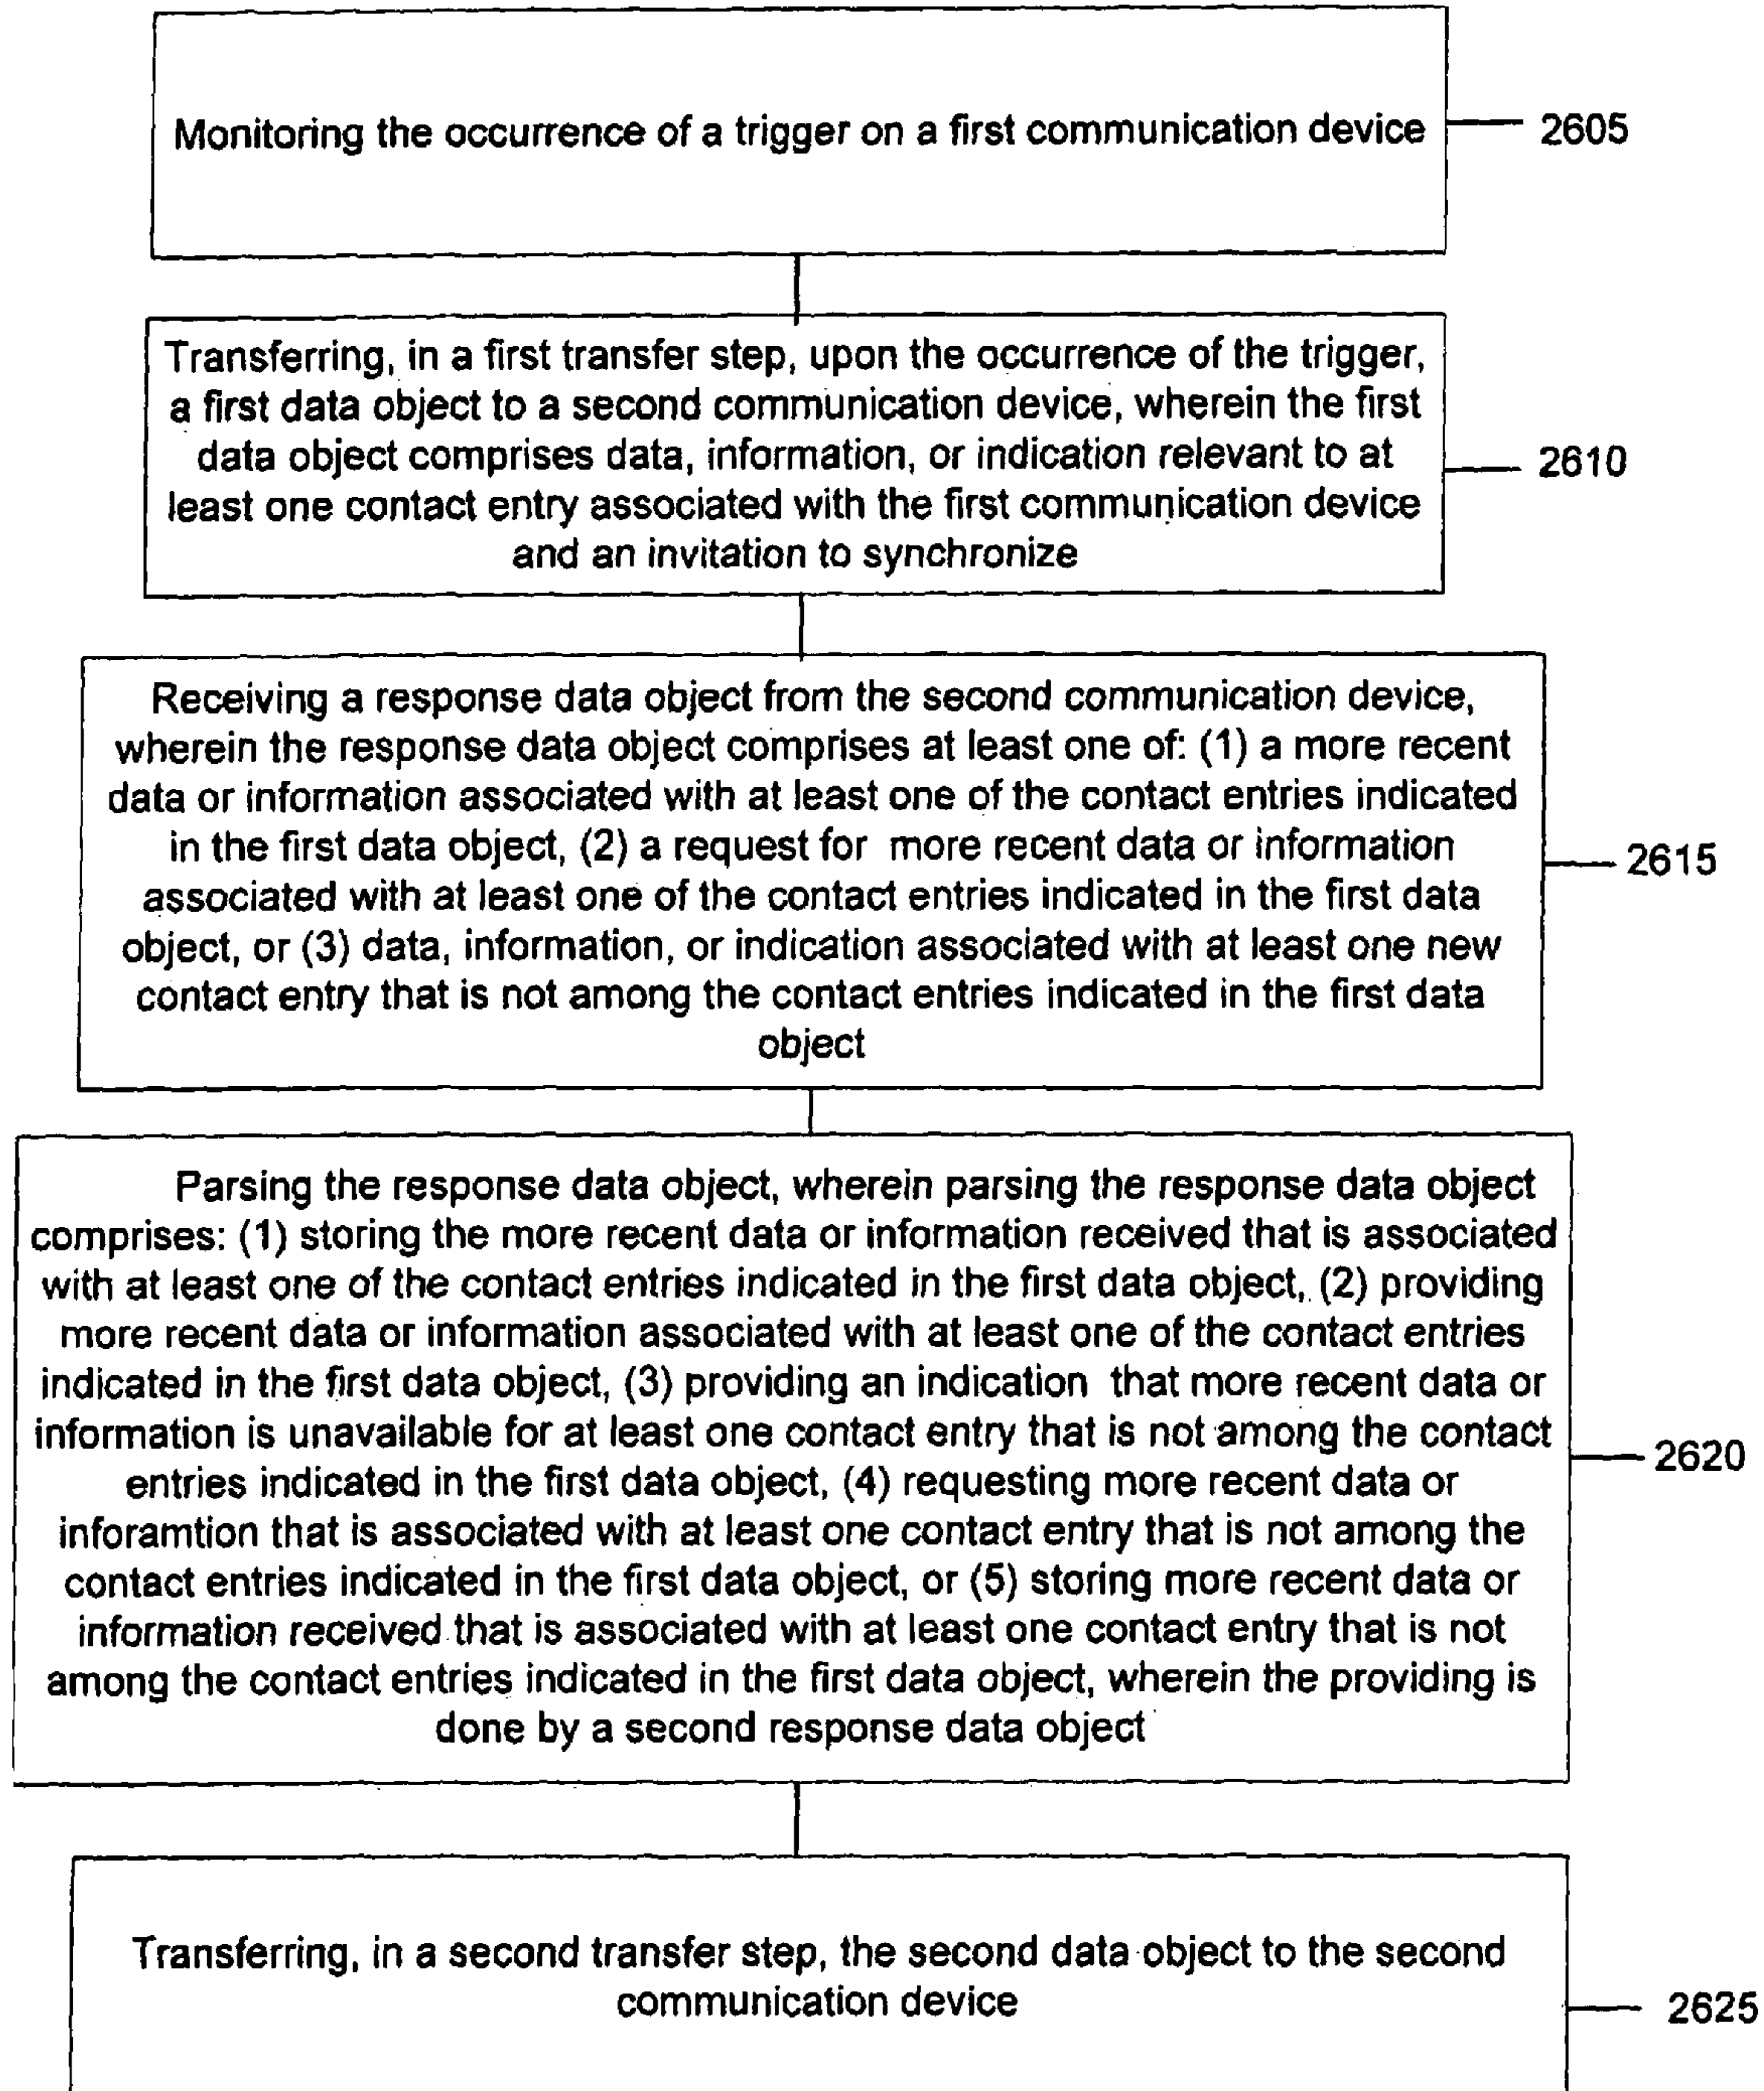 Monitoring the occurrence of a trigger on a first communication device
2605
Transferring, in a first transfer step, upon the occurrence of the trigger,
a first data object to a second communication device, wherein the first
data object comprises data, information, or indication relevant to at
least one contact entry associated with the first communication device
and an invitation to synchronize
2610
Receiving a response data object from the second communication device,
wherein the response data object comprises at least one of: (1) a more recent
data or information associated with at least one of the contact entries indicated
in the first data object, (2) a request for more recent data or information
associated with at least one of the contact entries indicated in the first data
object, or (3) data, information, or indication associated with at least one new
contact entry that is not among the contact entries indicated in the first data
object
2615
Parsing the response data object, wherein parsing the response data object
comprises: (1) storing the more recent data or information received that is associated
with at least one of the contact entries indicated in the first data object, (2) providing
more recent data or information associated with at least one of the contact entries
indicated in the first data object, (3) providing an indication that more recent data or
information is unavailable for at least one contact entry that is not among the contact
entries indicated in the first data object, (4) requesting more recent data or
inforamtion that is associated with at least one contact entry that is not among the
contact entries indicated in the first data object, or (5) storing more recent data or
information received that is associated with at least one contact entry that is not
among the contact entries indicated in the first data object, wherein the providing is
done by a second response data object
2620
Transferring, in a second transfer step, the second data object to the second
communication device
2625